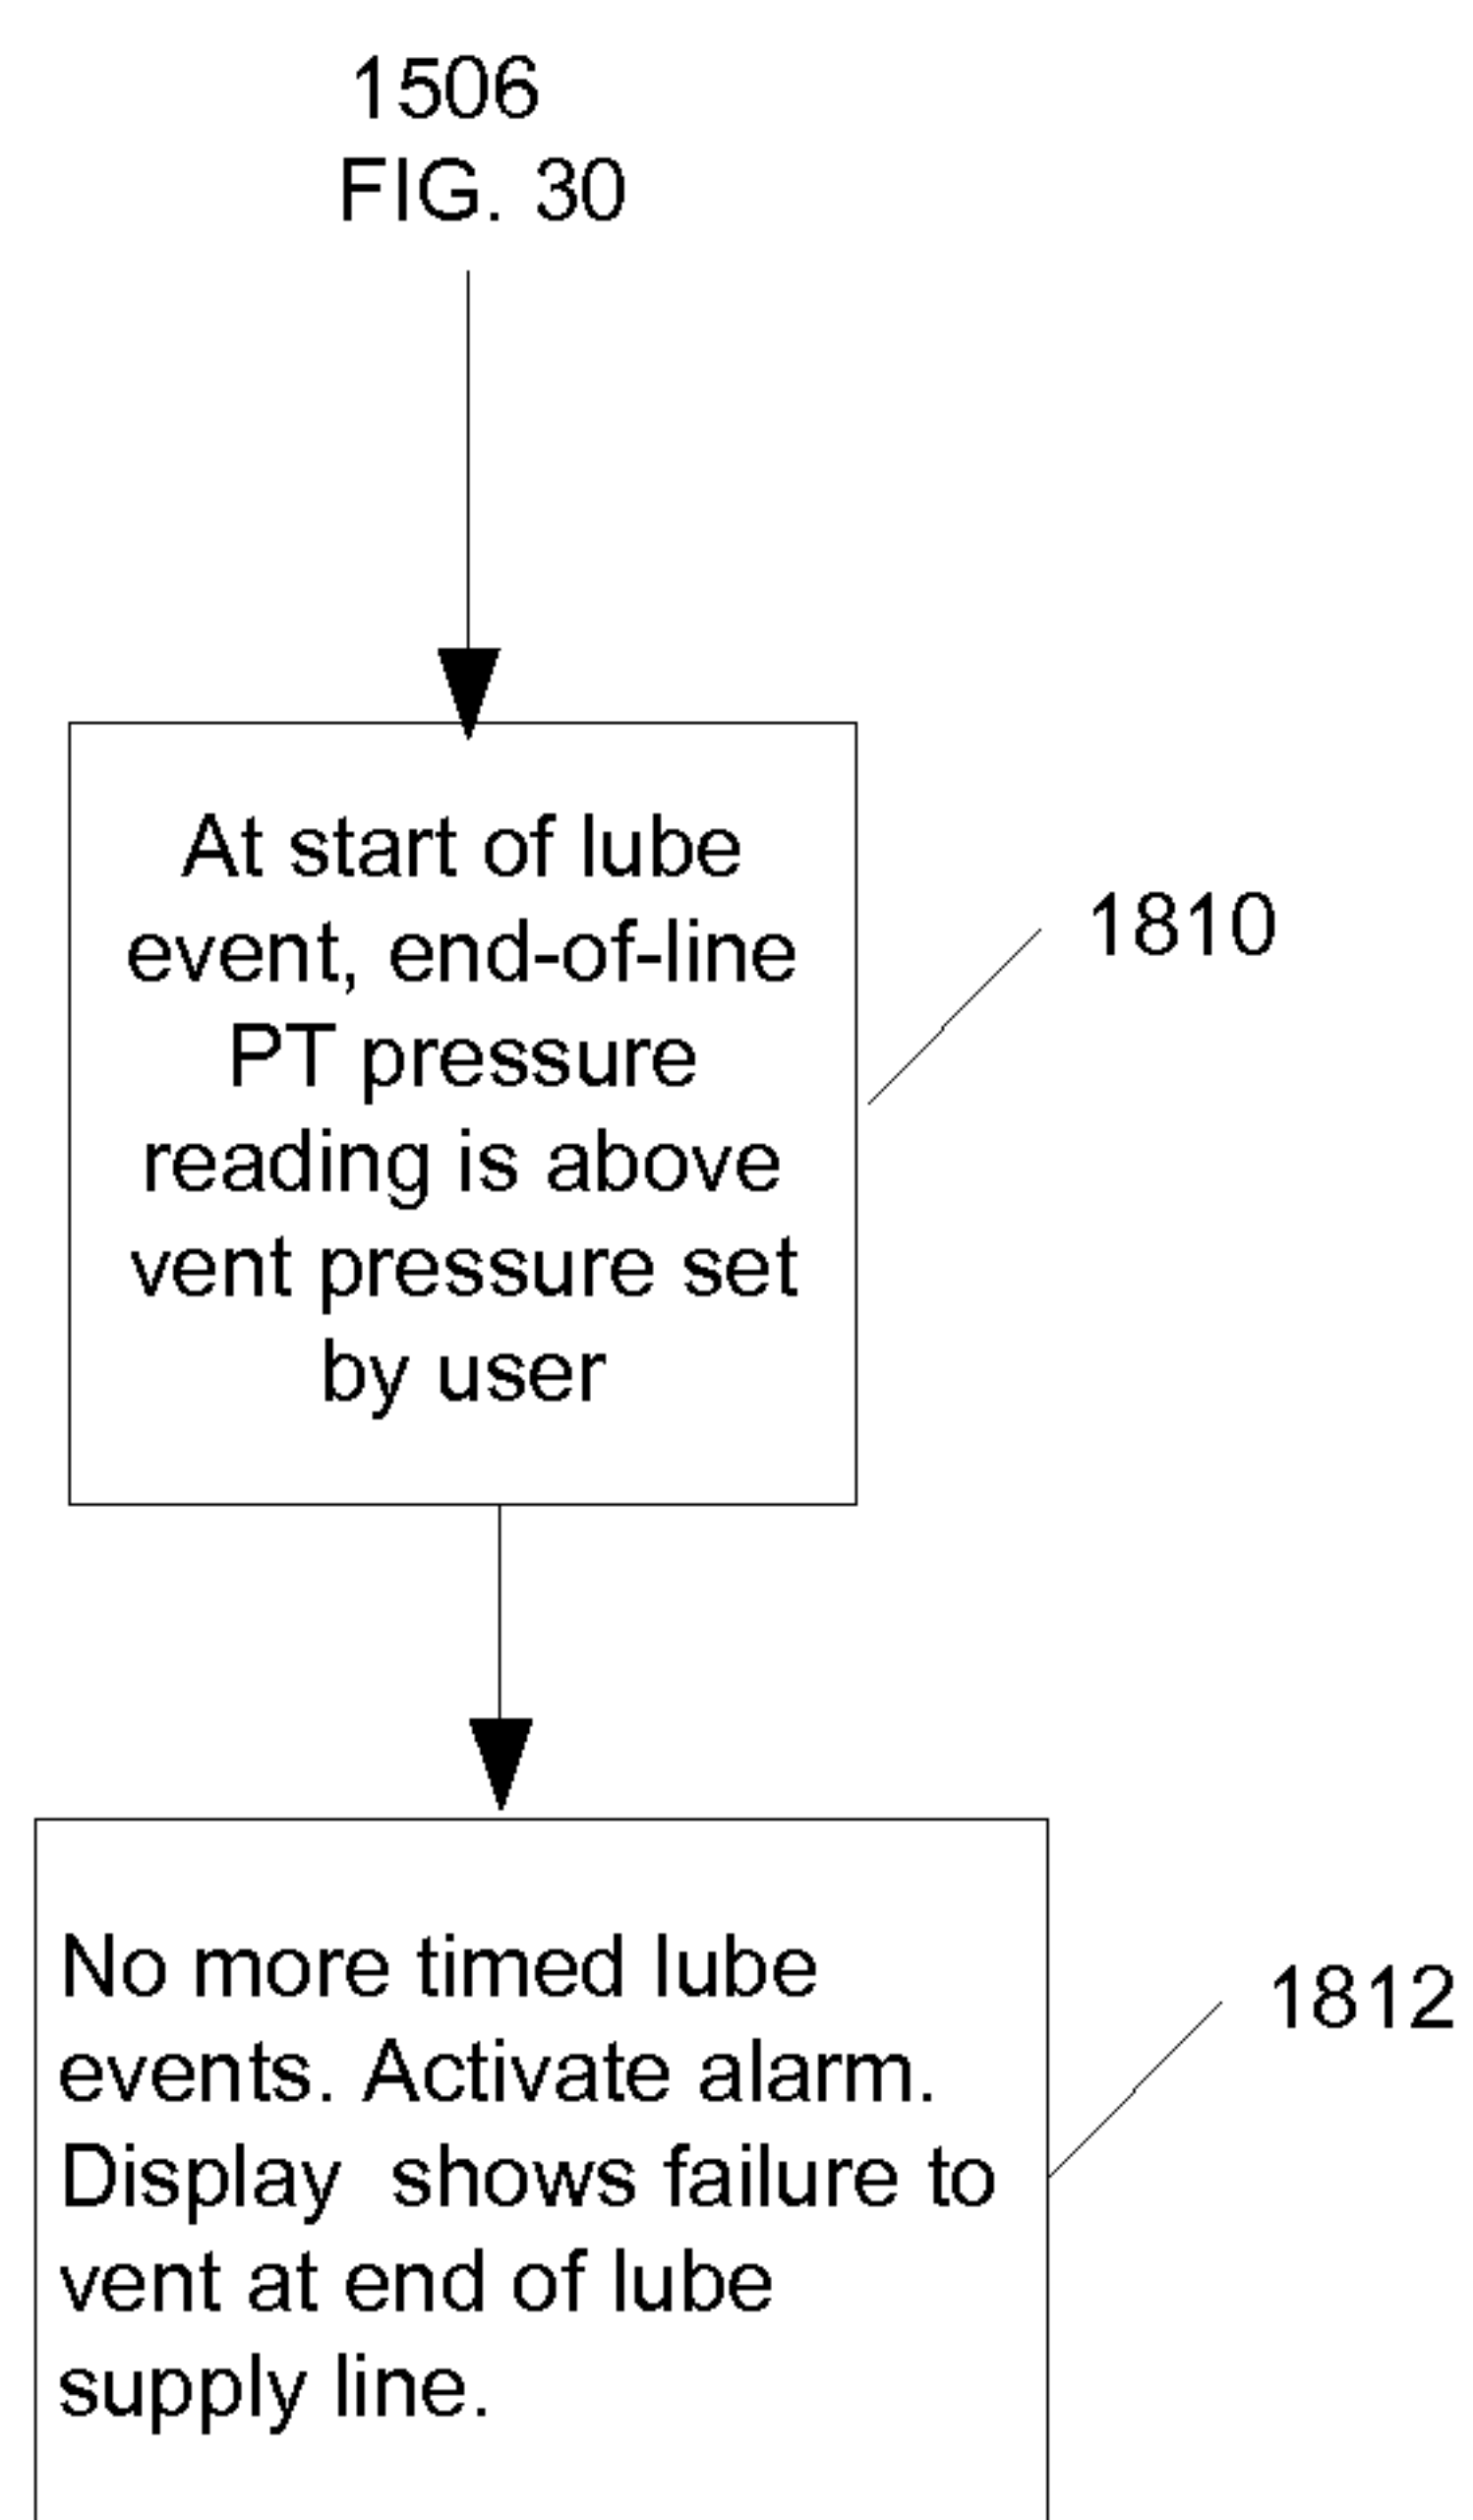 1506
FIG. 30
At start of lube
event, end-of-line
PT pressure
reading is above
vent pressure set
by user
1810
No more timed lube
events. Activate alarm.
Display  shows failure to
vent at end of lube
supply line.
1812